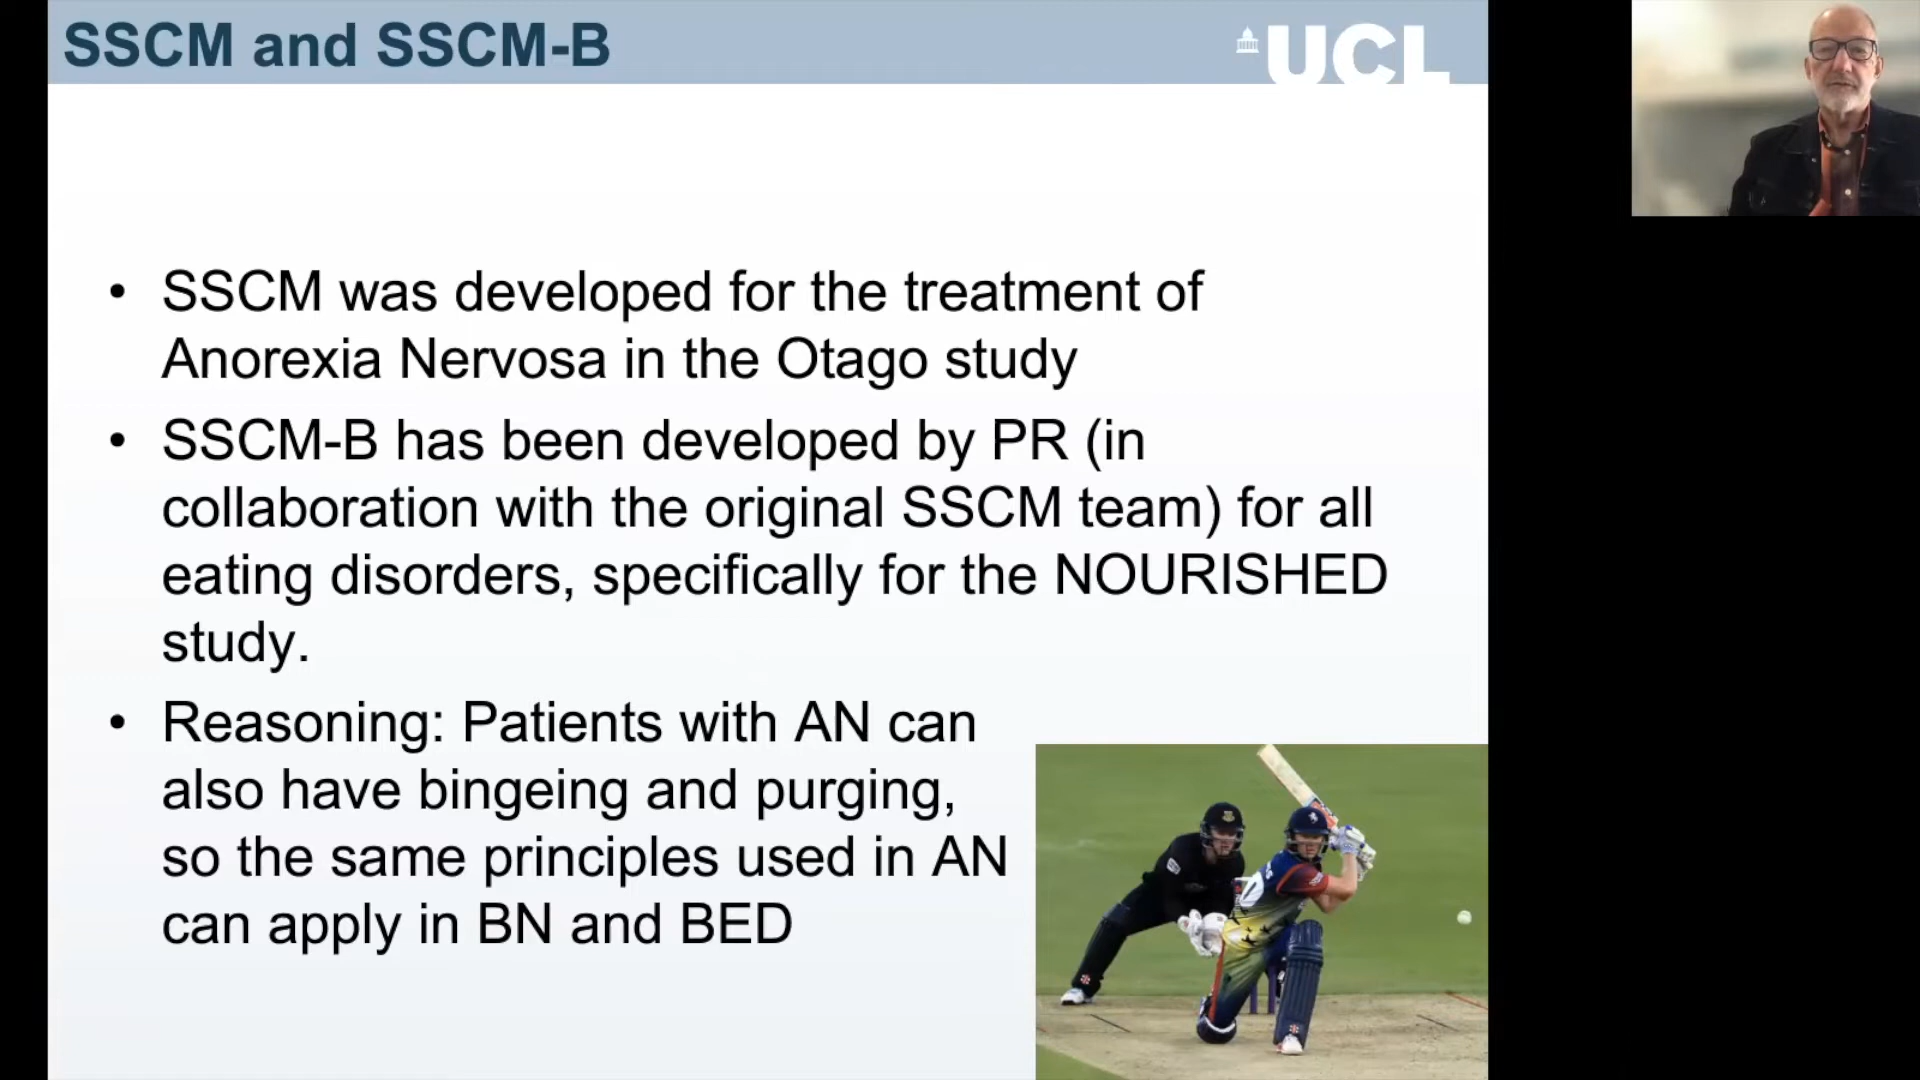 SSCM and SSCM-B
UCL
• SSCM was developed for the treatment of
Anorexia Nervosa in the Otago study
• SSCM-B has been developed by PR (in
collaboration with the original SSCM team) for all
eating disorders, specifically for the NOURISHED
study.
• Reasoning: Patients with AN can
also have bingeing and purging,
so the same principles used in AN
can apply in BN and BED